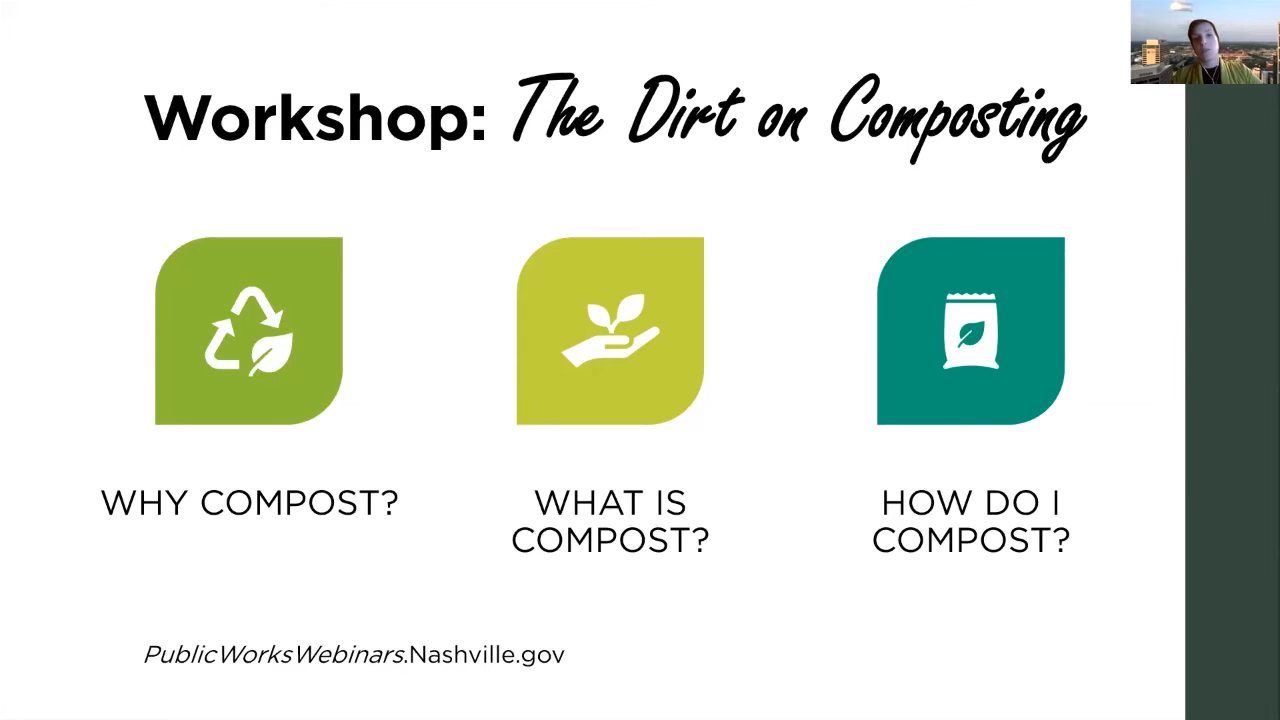 Workshop: The Dirt on Composting
WHY COMPOST?
WHAT IS
COMPOST?
HOW DO I
COMPOST?
PublicWorksWebinars.Nashville.gov